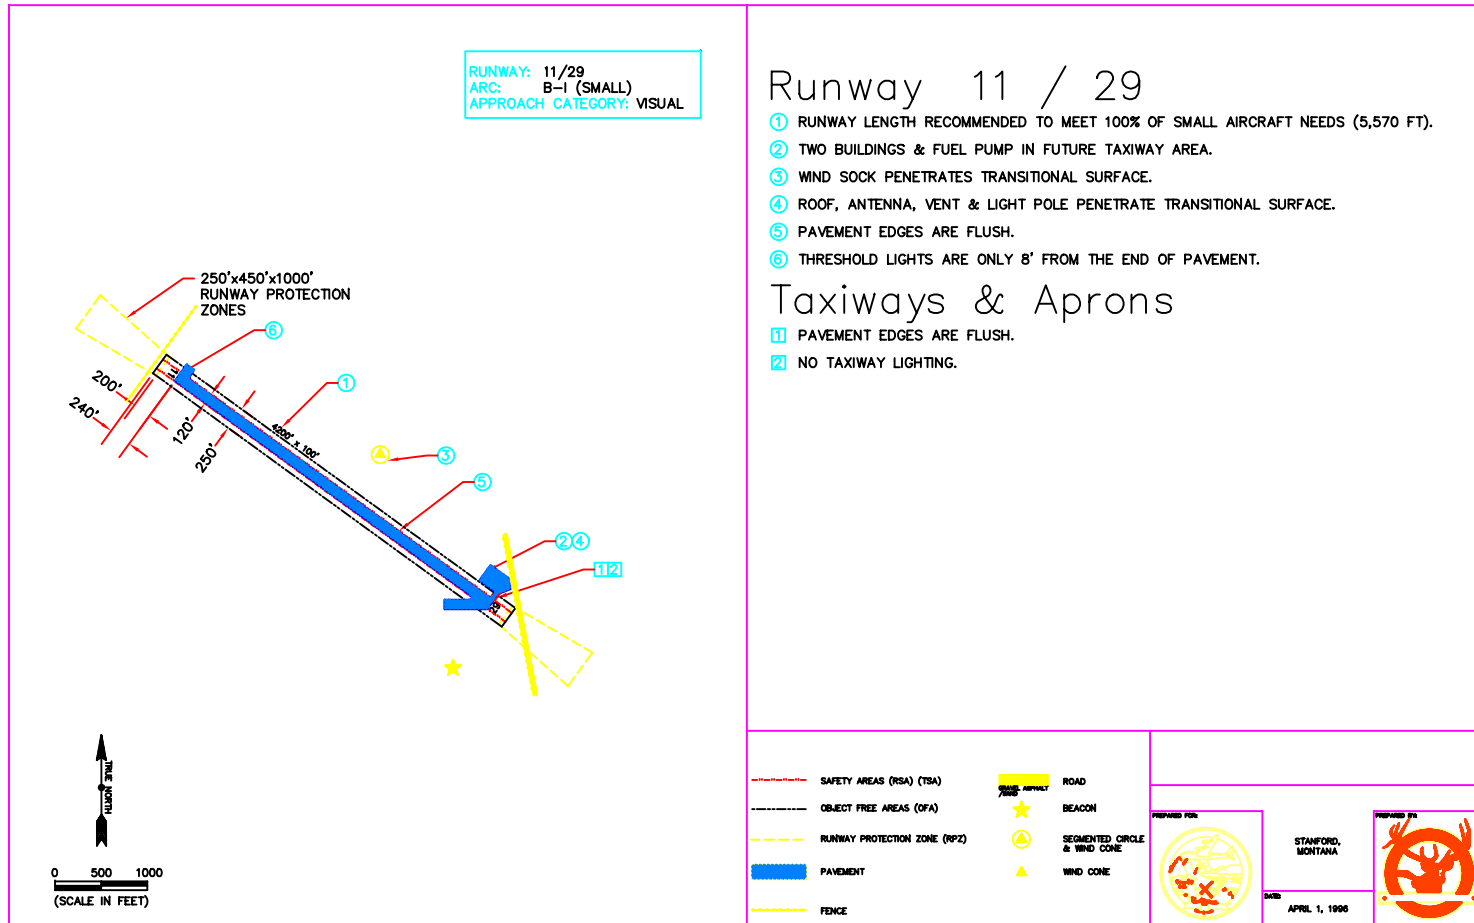 RUNWAY: 11/29
ARC: B-I (SMALL)
APPROACH CATEGORY: VISUAL
250'x450'x1000'
RUNWAY PROTECTION
ZONES
6
1
11
200'
240'
120'
250'
4200' x 100'
3
5
2 4
1 2
29
TRUE NORTH
0 500 1000
(SCALE IN FEET)
Runway 11 / 29
1 RUNWAY LENGTH RECOMMENDED TO MEET 100% OF SMALL AIRCRAFT NEEDS (5,570 FT).
2 TWO BUILDINGS & FUEL PUMP IN FUTURE TAXIWAY AREA.
3 WIND SOCK PENETRATES TRANSITIONAL SURFACE.
4 ROOF, ANTENNA, VENT & LIGHT POLE PENETRATE TRANSITIONAL SURFACE.
5 PAVEMENT EDGES ARE FLUSH.
6 THRESHOLD LIGHTS ARE ONLY 8' FROM THE END OF PAVEMENT.
Taxiways & Aprons
1 PAVEMENT EDGES ARE FLUSH.
2 NO TAXIWAY LIGHTING.
SAFETY AREAS (RSA) (TSA)
OBJECT FREE AREAS (OFA)
RUNWAY PROTECTION ZONE (RPZ)
PAVEMENT
FENCE
ROAD
GRAVEL ASPHALT
/SAND
BEACON
SEGMENTED CIRCLE
& WIND CONE
WIND CONE
PREPARED FOR:
STANFORD,
MONTANA
DATE:
APRIL 1, 1996
PREPARED BY: